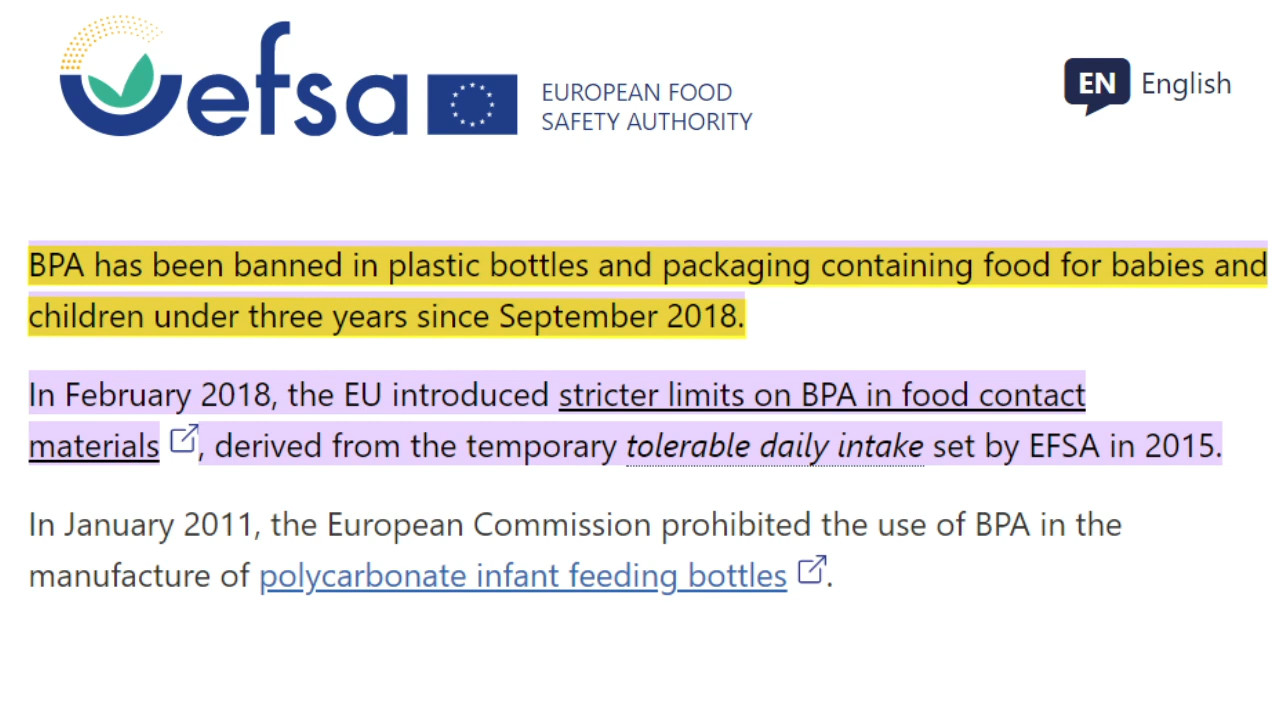 efsa
EUROPEAN FOOD
SAFETY AUTHORITY
EN English
BPA has been banned in plastic bottles and packaging containing food for babies and
children under three years since September 2018.
In February 2018, the EU introduced stricter limits on BPA in food contact
materials, derived from the temporary tolerable daily intake set by EFSA in 2015.
In January 2011, the European Commission prohibited the use of BPA in the
manufacture of polycarbonate infant feeding bottles.